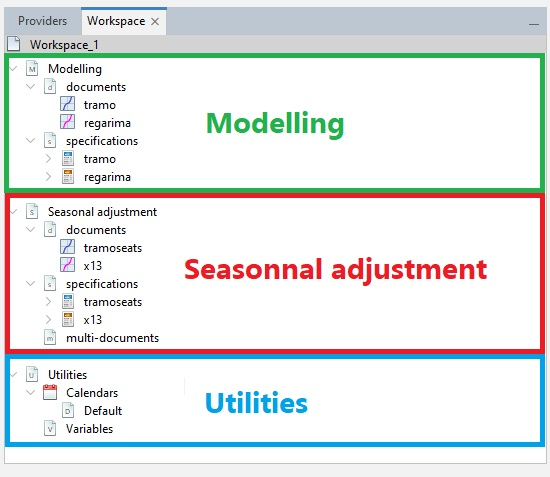 Providers Workspace
Workspace_1
Modelling
documents
tramo
regarima
Modelling
specifications
tramo
regarima
Seasonal adjustment
documents
tramoseats
x13
Seasonnal adjustment
specifications
tramoseats
x13
multi-documents
Utilities
Calendars
Default
Utilities
Variables